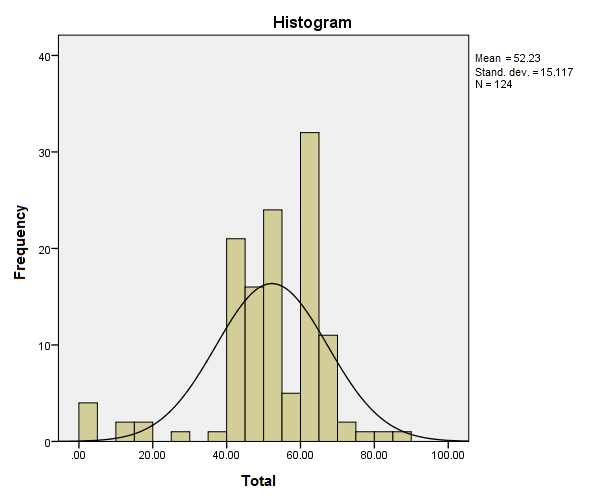 Histogram
Mean = 52.23
Stand. dev. = 15.117
N = 124
40
30
20
10
0
Frequency
.00 20.00 40.00 60.00 80.00 100.00
Total